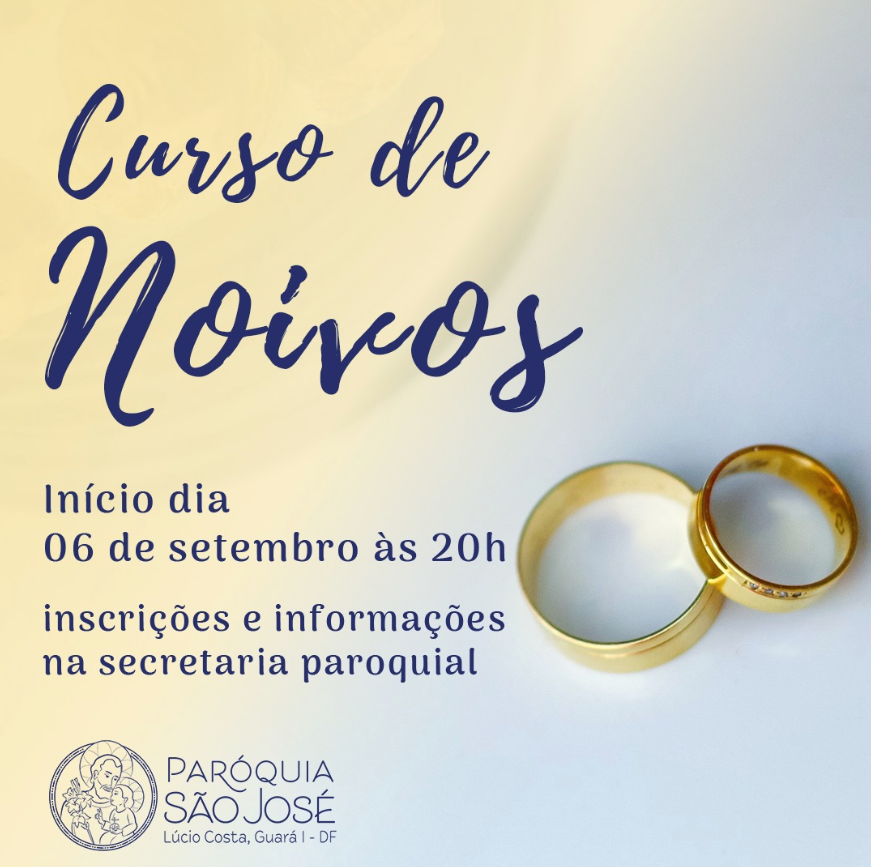 Curso de
Noivos
Início dia
06 de setembro às 20h
inscrições e informações
na secretaria paroquial
PARÓQUIA
SÃO JOSÉ
Lúcio Costa, Guará I - DF